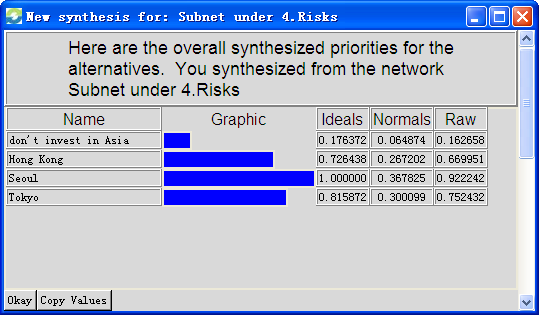 New synthesis for: Subnet under 4.Risks
Here are the overall synthesized priorities for the
alternatives.  You synthesized from the network
Subnet under 4.Risks
Name Graphic Ideals Normals Raw
don't invest in Asia 0.176372 0.064874 0.162658
Hong Kong 0.726438 0.267202 0.669951
Seoul 1.000000 0.367825 0.922242
Tokyo 0.815872 0.300099 0.752432
Okay Copy Values